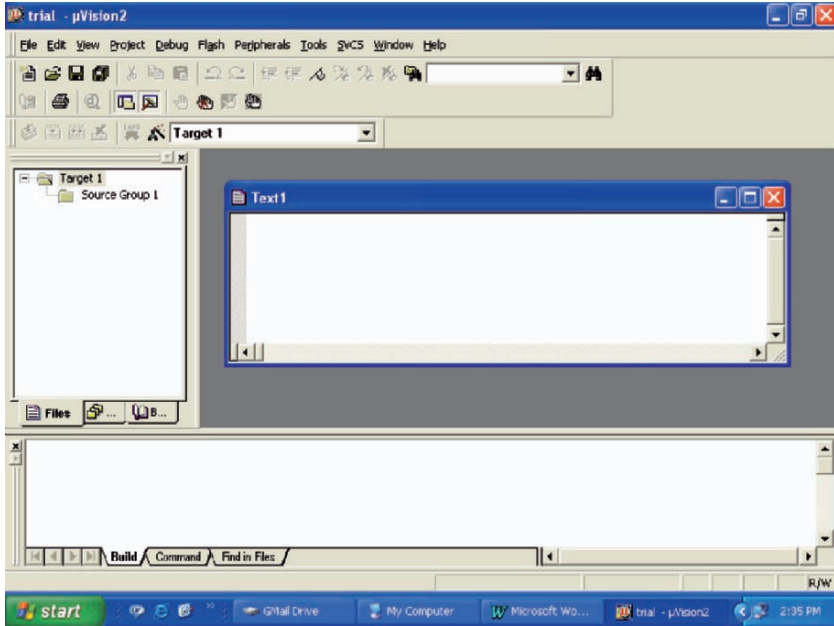 trial - µVision2
File Edit View Project Debug Flash Peripherals Tools SVCS Window Help
Target 1
Target 1
Source Group 1
Text1
Files ... B...
Build Command Find in Files
R/W
start GMail Drive My Computer Microsoft Wo... trial - µVision2 2:35 PM